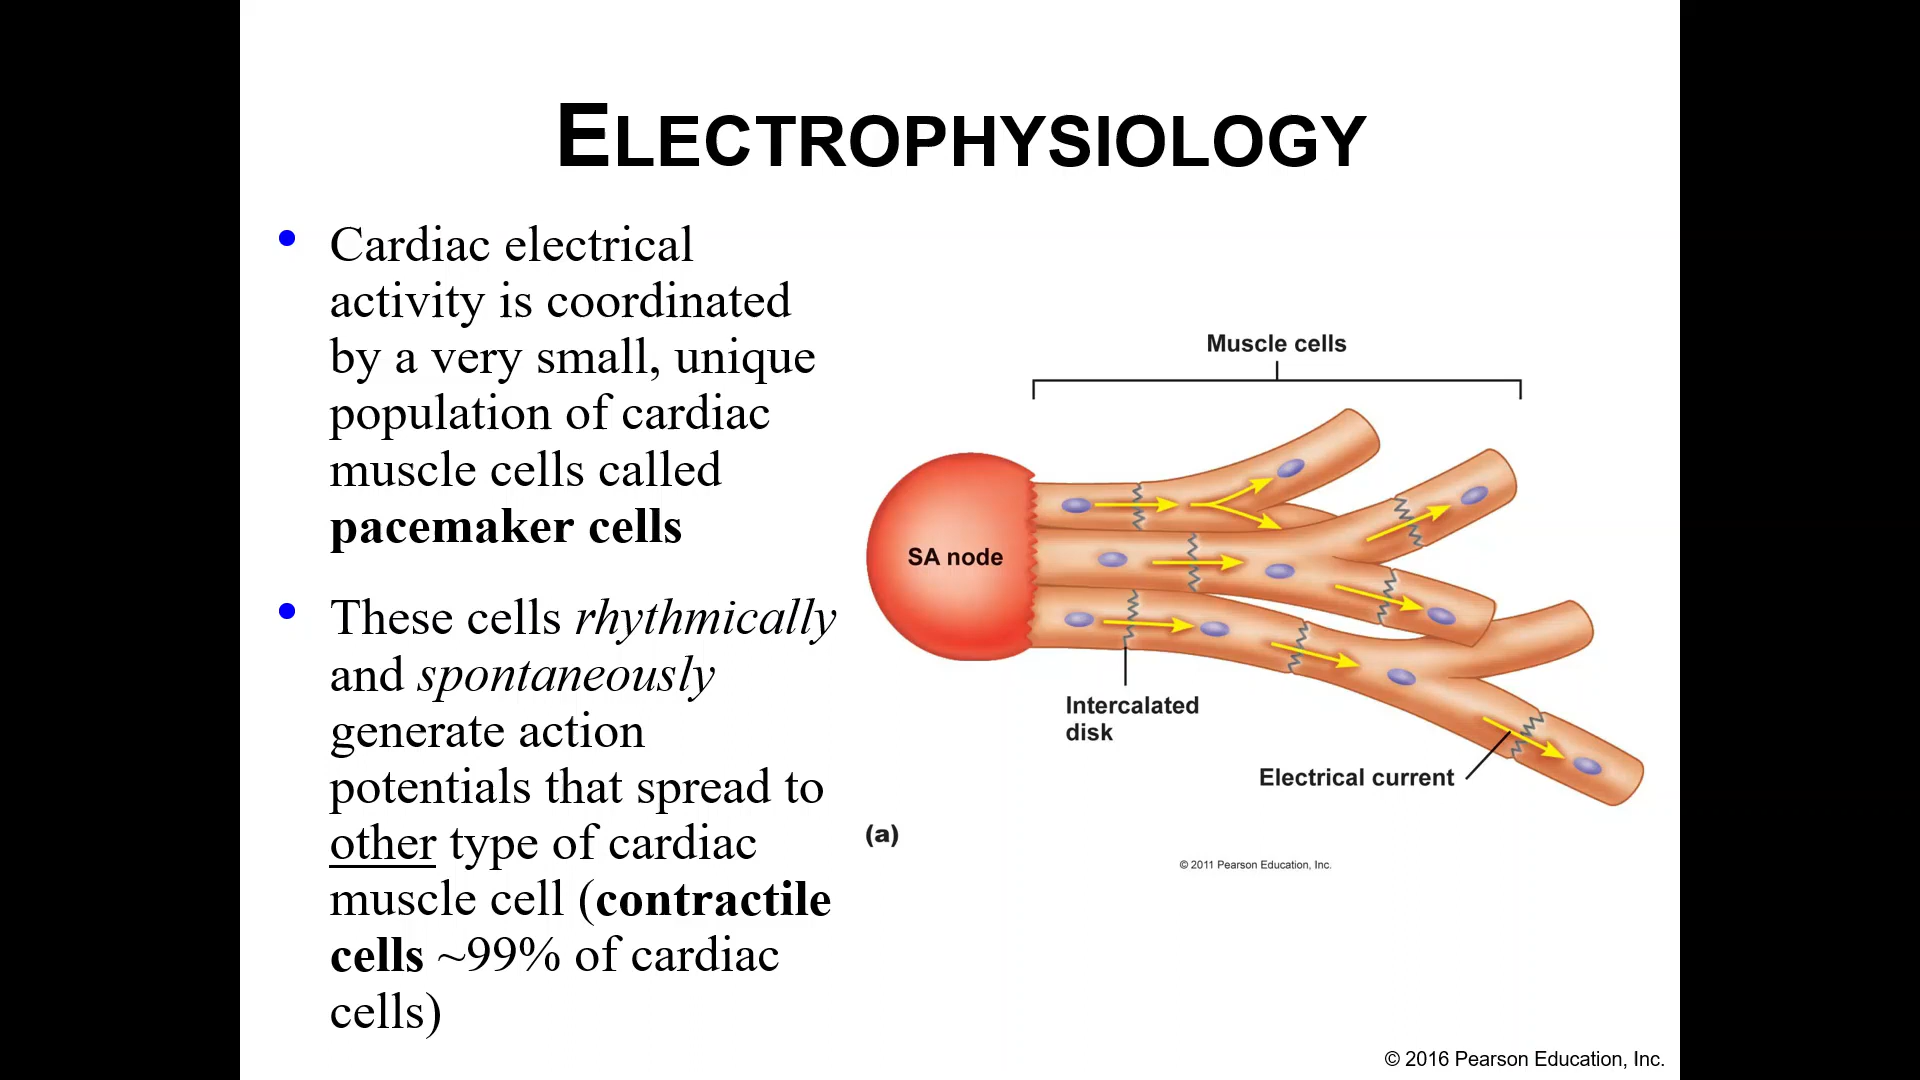 ELECTROPHYSIOLOGY
Cardiac electrical
activity is coordinated
by a very small, unique
population of cardiac
muscle cells called
pacemaker cells
These cells rhythmically
and spontaneously
generate action
potentials that spread to
other type of cardiac
muscle cell (contractile
cells ~99% of cardiac
cells)
Muscle cells
SA node
Intercalated
disk
Electrical current
(a)
© 2011 Pearson Education, Inc.
© 2016 Pearson Education, Inc.